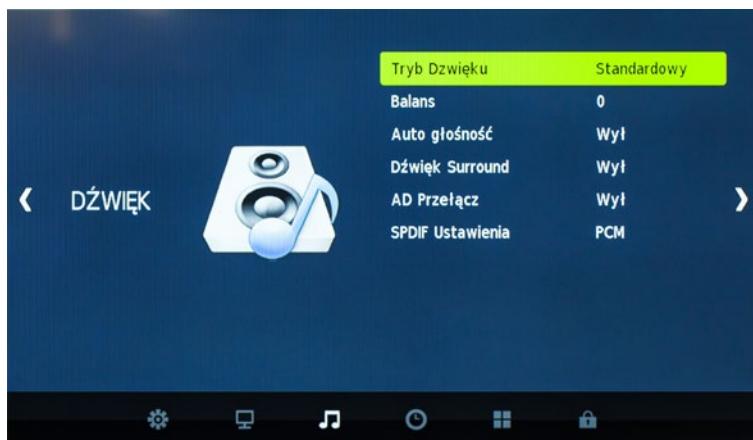 DŹWIĘK
Tryb Dzwięku Standardowy
Balans 0
Auto głośność Wył
Dźwięk Surround Wył
AD Przełącz Wył
SPDIF Ustawienia PCM